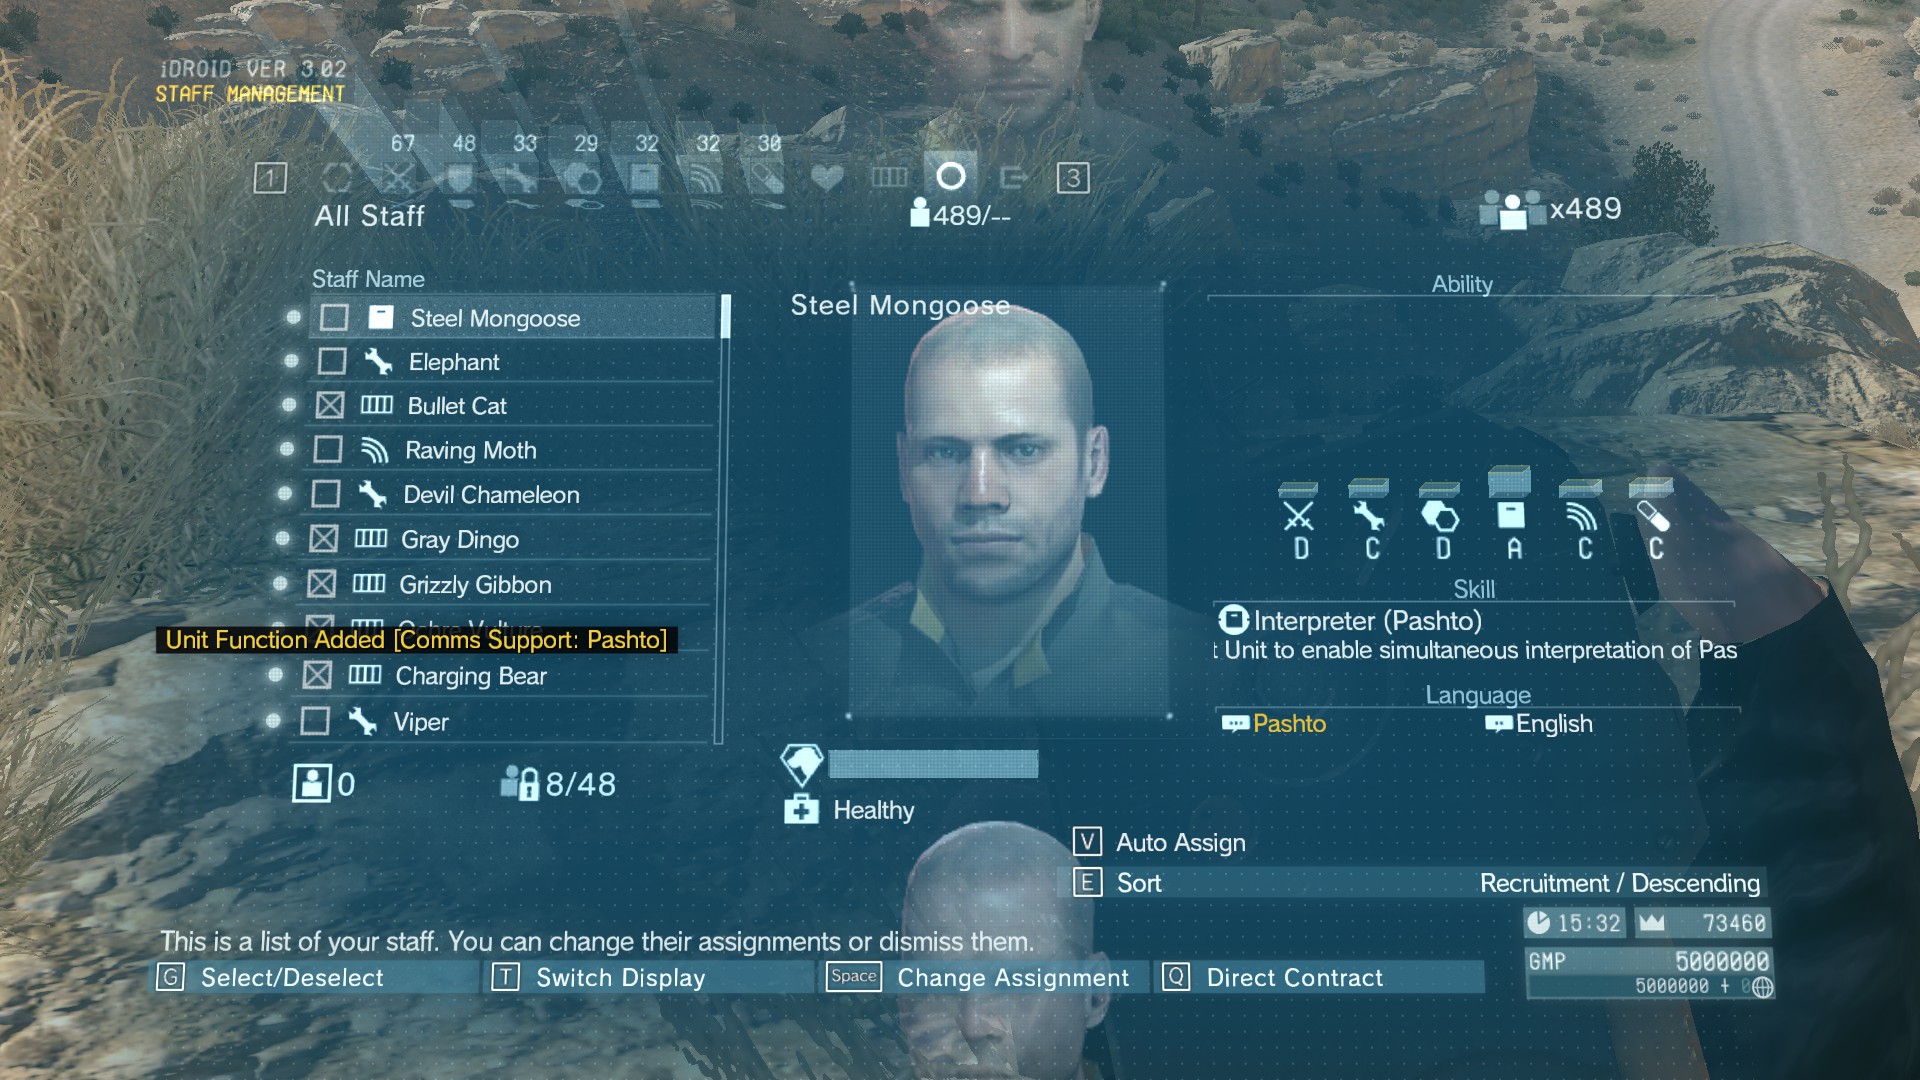 iDROID VER 3.02
STAFF MANAGEMENT
67 48 33 29 32 32 30
1 3
All Staff
489/--
x489
Staff Name
Steel Mongoose
Elephant
Bullet Cat
Raving Moth
Devil Chameleon
Gray Dingo
Grizzly Gibbon
Ochre Vulture
Unit Function Added [Comms Support: Pashto]
Charging Bear
Viper
0
8/48
Steel Mongoose
Healthy
Ability
D C D A C C
Skill
Interpreter (Pashto)
t Unit to enable simultaneous interpretation of Pas
Language
Pashto English
V Auto Assign
E Sort Recruitment / Descending
15:32 73460
GMP 5000000
5000000 + 0
This is a list of your staff. You can change their assignments or dismiss them.
G Select/Deselect T Switch Display Space Change Assignment Q Direct Contract